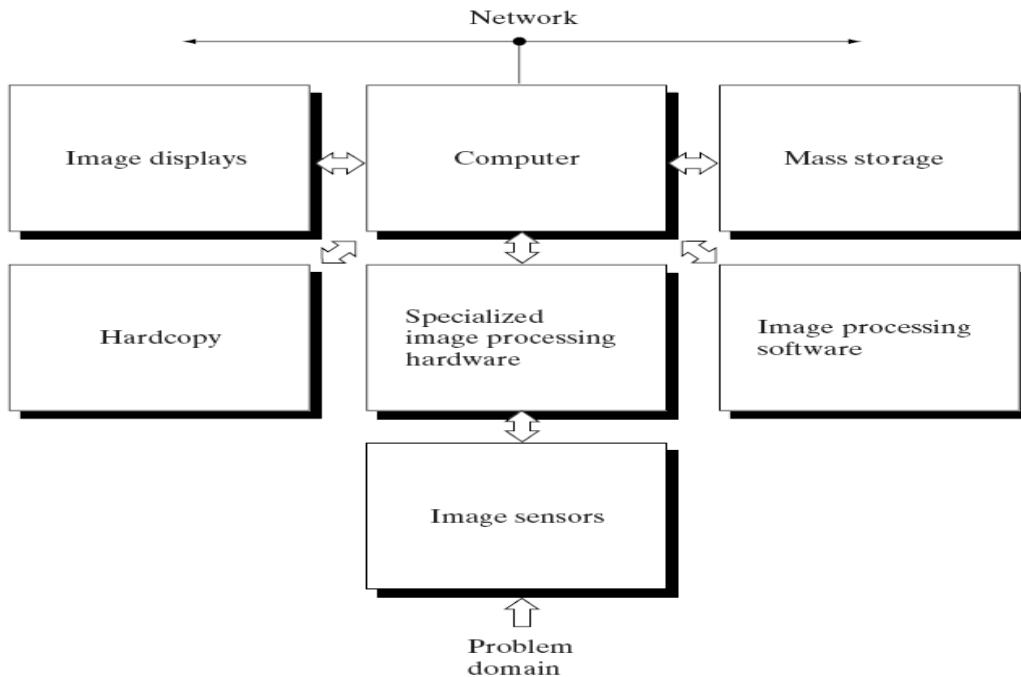 Network
Image displays
Computer
Mass storage
Hardcopy
Specialized
image processing
hardware
Image processing
software
Image sensors
Problem
domain